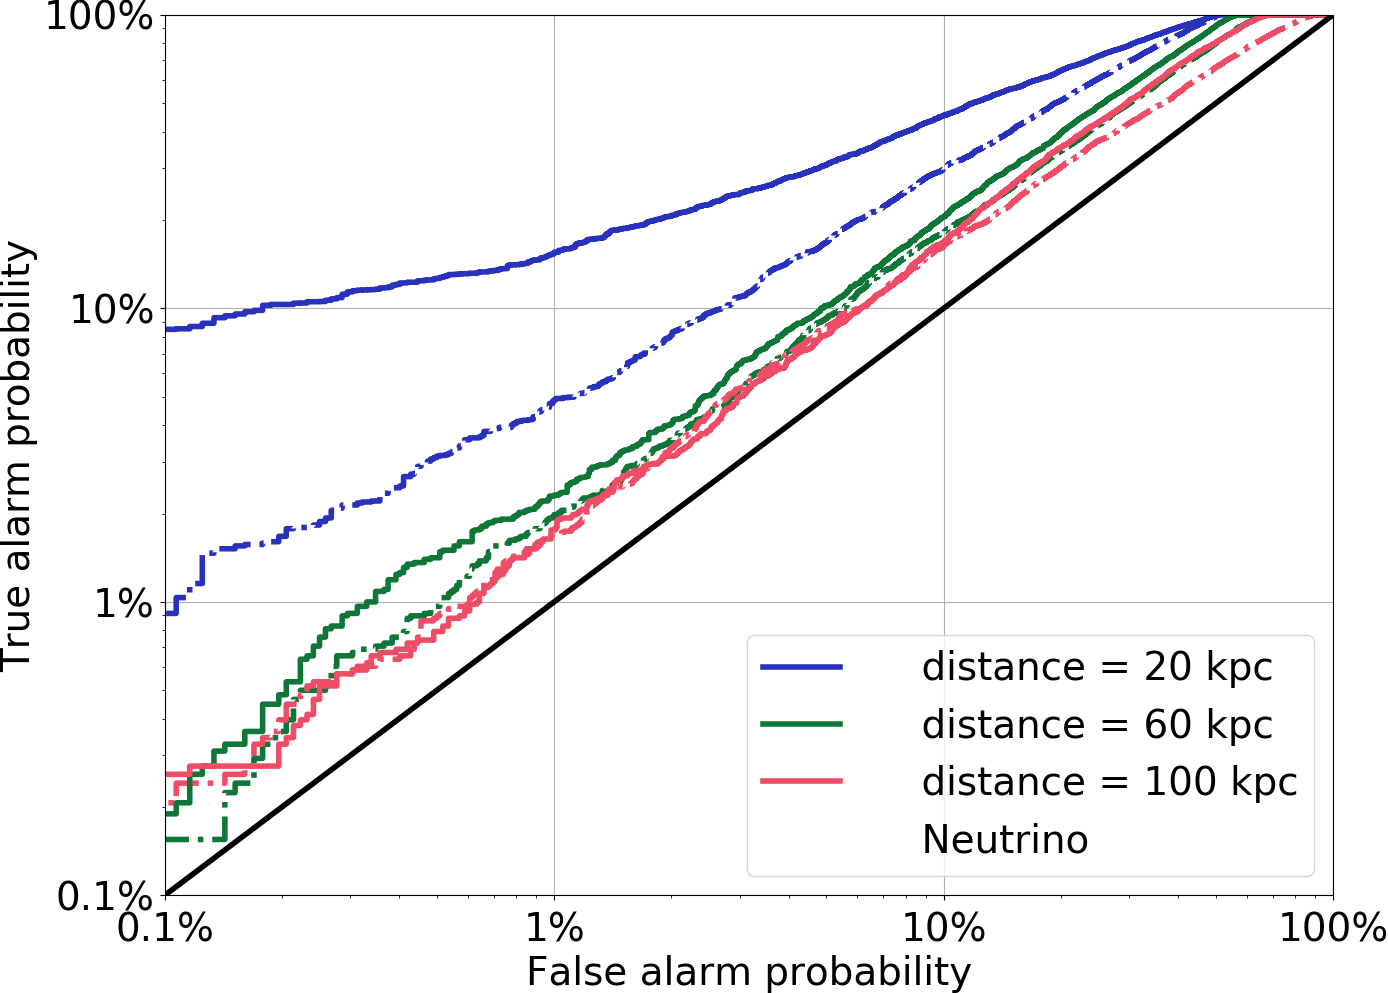 100%
10%
1%
0.1%
True alarm probability
distance = 20 kpc
distance = 60 kpc
distance = 100 kpc
Neutrino
0.1%
1%
10%
100%
False alarm probability